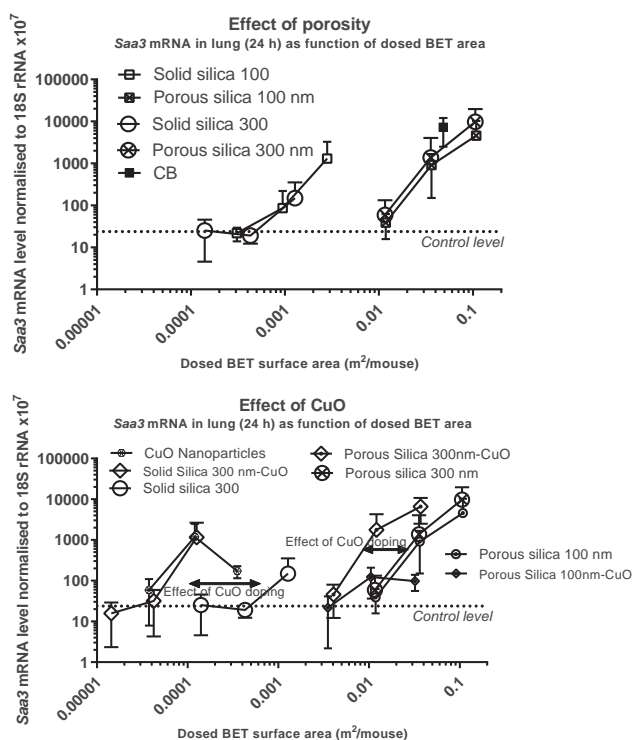 Effect of porosity
Saa3 mRNA in lung (24 h) as function of dosed BET area
Saa3 mRNA level normalised to 18S rRNA x10⁷
100000
10000
1000
100
10
1
Solid silica 100
Porous silica 100 nm
Solid silica 300
Porous silica 300 nm
CB
Control level
0.00001
0.0001
0.001
0.01
0.1
Dosed BET surface area (m²/mouse)
Effect of CuO
Saa3 mRNA in lung (24 h) as function of dosed BET area
Saa3 mRNA level normalised to 18S rRNA x10⁷
CuO Nanoparticles
Solid Silica 300 nm-CuO
Solid silica 300
Porous Silica 300nm-CuO
Porous silica 300 nm
100000
10000
1000
100
10
1
Effect of CuO doping
Effect of CuO doping
Porous silica 100 nm
Porous Silica 100nm-CuO
Control level
0.00001
0.0001
0.001
0.01
0.1
Dosed BET surface area (m²/mouse)